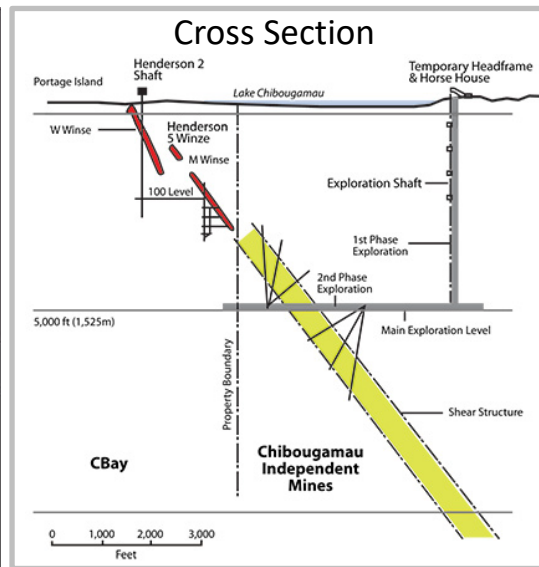 Cross Section
Henderson 2
Shaft
Temporary Headframe
& Horse House
Portage Island
Lake Chibougamau
W Winse
Henderson
5 Winze
M Winse
100 Level
Exploration Shaft
1st Phase
Exploration
2nd Phase
Exploration
5,000 ft (1,525m)
Main Exploration Level
Property Boundary
Shear Structure
CBay
Chibougamau
Independent
Mines
0 1,000 2,000 3,000
Feet